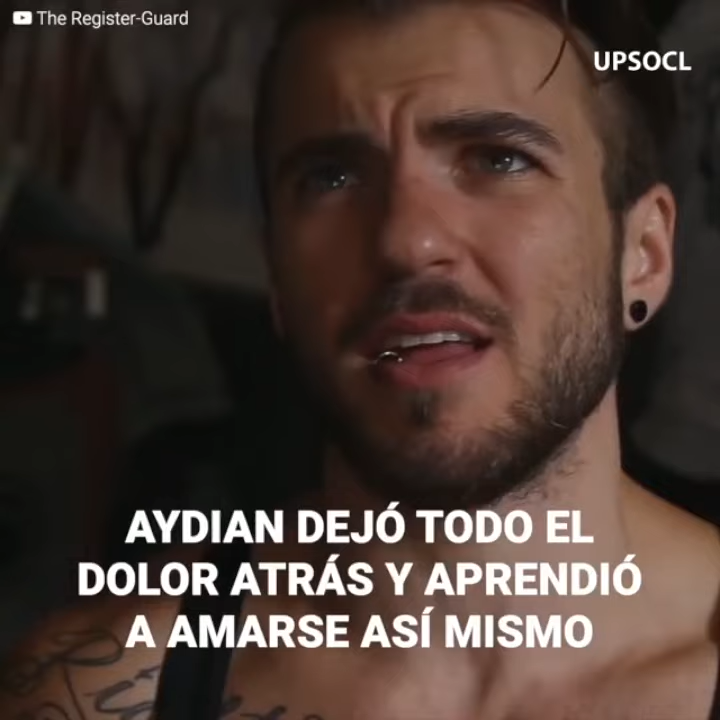 The Register-Guard
UPSOCL
AYDIAN DEJÓ TODO EL
DOLOR ATRÁS Y APRENDIÓ
A AMARSE ASÍ MISMO